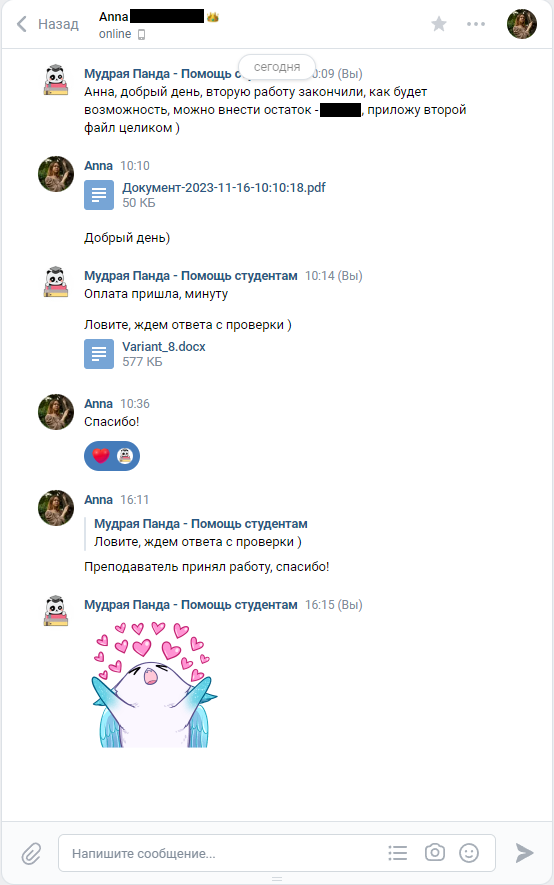 Назад
Anna
online
сегодня
Мудрая Панда - Помощь 0:09 (Вы)
Анна, добрый день, вторую работу закончили, как будет
возможность, можно внести остаток - , приложу второй
файл целиком )
Anna 10:10
Документ-2023-11-16-10:10:18.pdf
50 КБ
Добрый день)
Мудрая Панда - Помощь студентам 10:14 (Вы)
Оплата пришла, минуту
Ловите, ждем ответа с проверки )
Variant_8.docx
577 КБ
Anna 10:36
Спасибо!
Anna 16:11
Мудрая Панда - Помощь студентам
Ловите, ждем ответа с проверки )
Преподаватель принял работу, спасибо!
Мудрая Панда - Помощь студентам 16:15 (Вы)
Напишите сообщение...